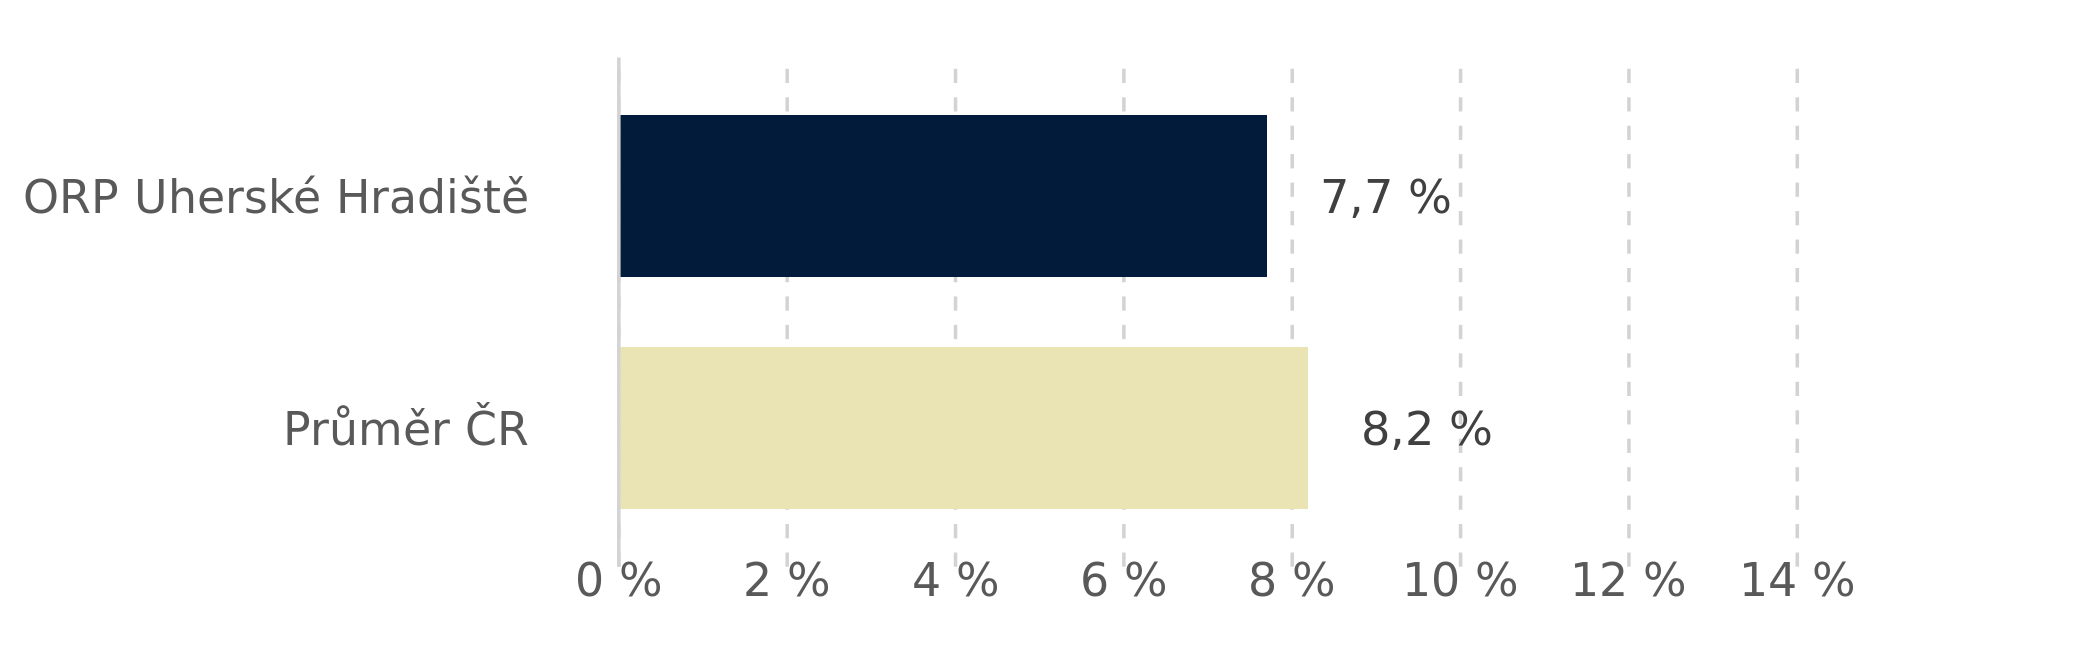 ORP Uherské Hradiště
7,7 %
Průměr ČR
8,2 %
0 % 2 % 4 % 6 % 8 % 10 % 12 % 14 %